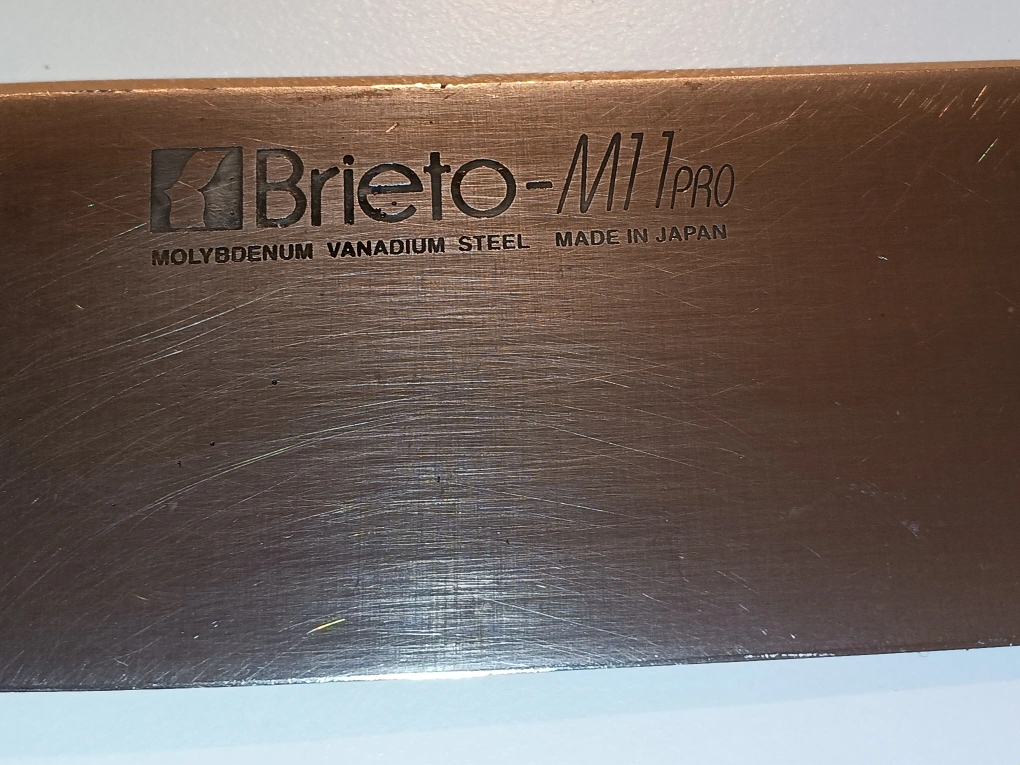 Brieto-M11PRO
MOLYBDENUM VANADIUM STEEL MADE IN JAPAN